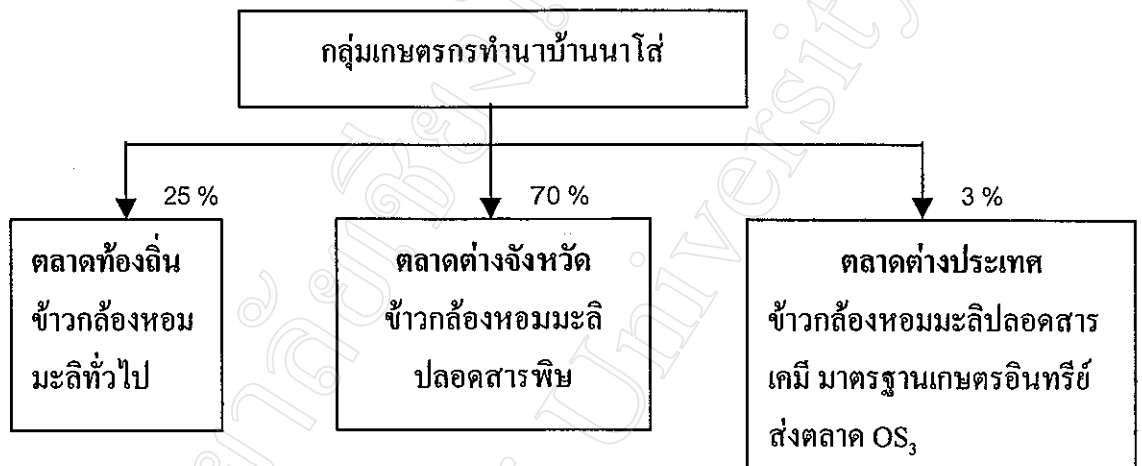 กลุ่มเกษตรกรทำนาบ้านนาโส่
25 %
70 %
3 %
ตลาดท้องถิ่น
ข้าวกล้องหอม
มะลิทั่วไป
ตลาดต่างจังหวัด
ข้าวกล้องหอมมะลิ
ปลอดสารพิษ
ตลาดต่างประเทศ
ข้าวกล้องหอมมะลิปลอดสาร
เคมี มาตรฐานเกษตรอินทรีย์
ส่งตลาด OS₃
University